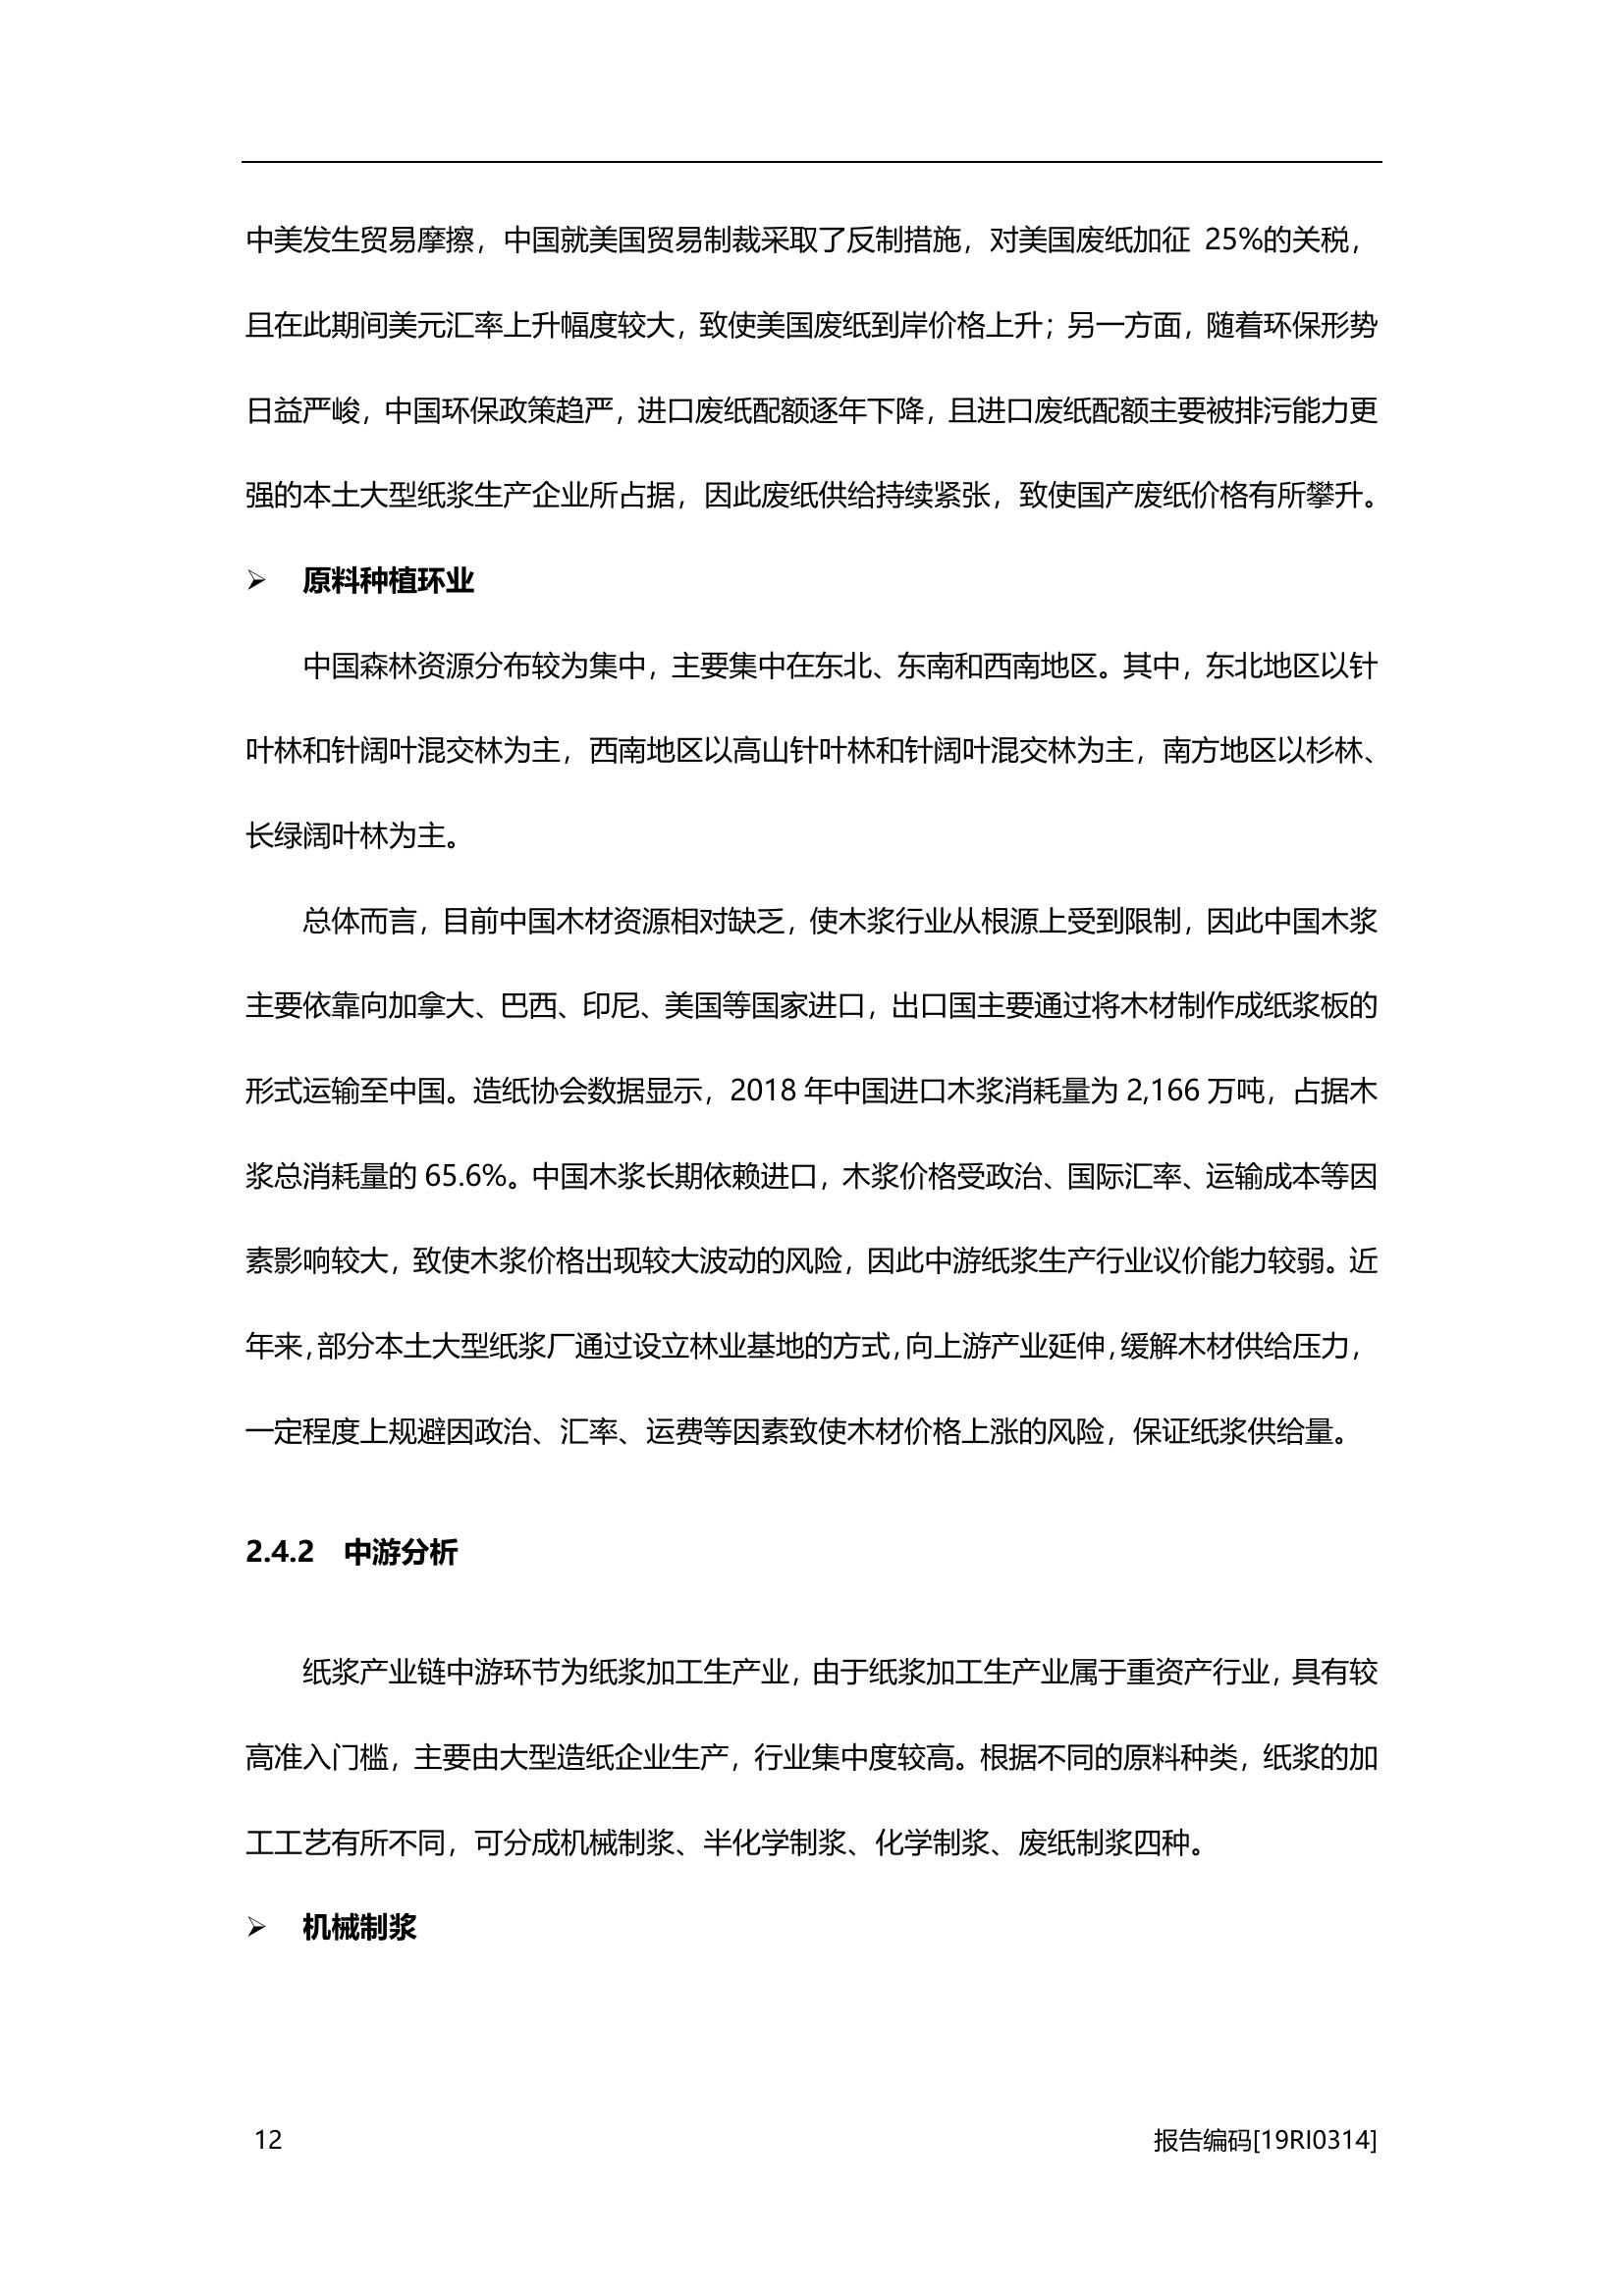 中美发生贸易摩擦，中国就美国贸易制裁采取了反制措施，对美国废纸加征 25%的关税，
且在此期间美元汇率上升幅度较大，致使美国废纸到岸价格上升；另一方面，随着环保形势
日益严峻，中国环保政策趋严，进口废纸配额逐年下降，且进口废纸配额主要被排污能力更
强的本土大型纸浆生产企业所占据，因此废纸供给持续紧张，致使国产废纸价格有所攀升。
➢ 原料种植环业
中国森林资源分布较为集中，主要集中在东北、东南和西南地区。其中，东北地区以针
叶林和针阔叶混交林为主，西南地区以高山针叶林和针阔叶混交林为主，南方地区以杉林、
长绿阔叶林为主。
总体而言，目前中国木材资源相对缺乏，使木浆行业从根源上受到限制，因此中国木浆
主要依靠向加拿大、巴西、印尼、美国等国家进口，出口国主要通过将木材制作成纸浆板的
形式运输至中国。造纸协会数据显示，2018 年中国进口木浆消耗量为 2,166 万吨，占据木
浆总消耗量的 65.6%。中国木浆长期依赖进口，木浆价格受政治、国际汇率、运输成本等因
素影响较大，致使木浆价格出现较大波动的风险，因此中游纸浆生产行业议价能力较弱。近
年来，部分本土大型纸浆厂通过设立林业基地的方式，向上游产业延伸，缓解木材供给压力，
一定程度上规避因政治、汇率、运费等因素致使木材价格上涨的风险，保证纸浆供给量。
2.4.2 中游分析
纸浆产业链中游环节为纸浆加工生产业，由于纸浆加工生产业属于重资产行业，具有较
高准入门槛，主要由大型造纸企业生产，行业集中度较高。根据不同的原料种类，纸浆的加
工工艺有所不同，可分成机械制浆、半化学制浆、化学制浆、废纸制浆四种。
➢ 机械制浆
12
报告编码[19RI0314]